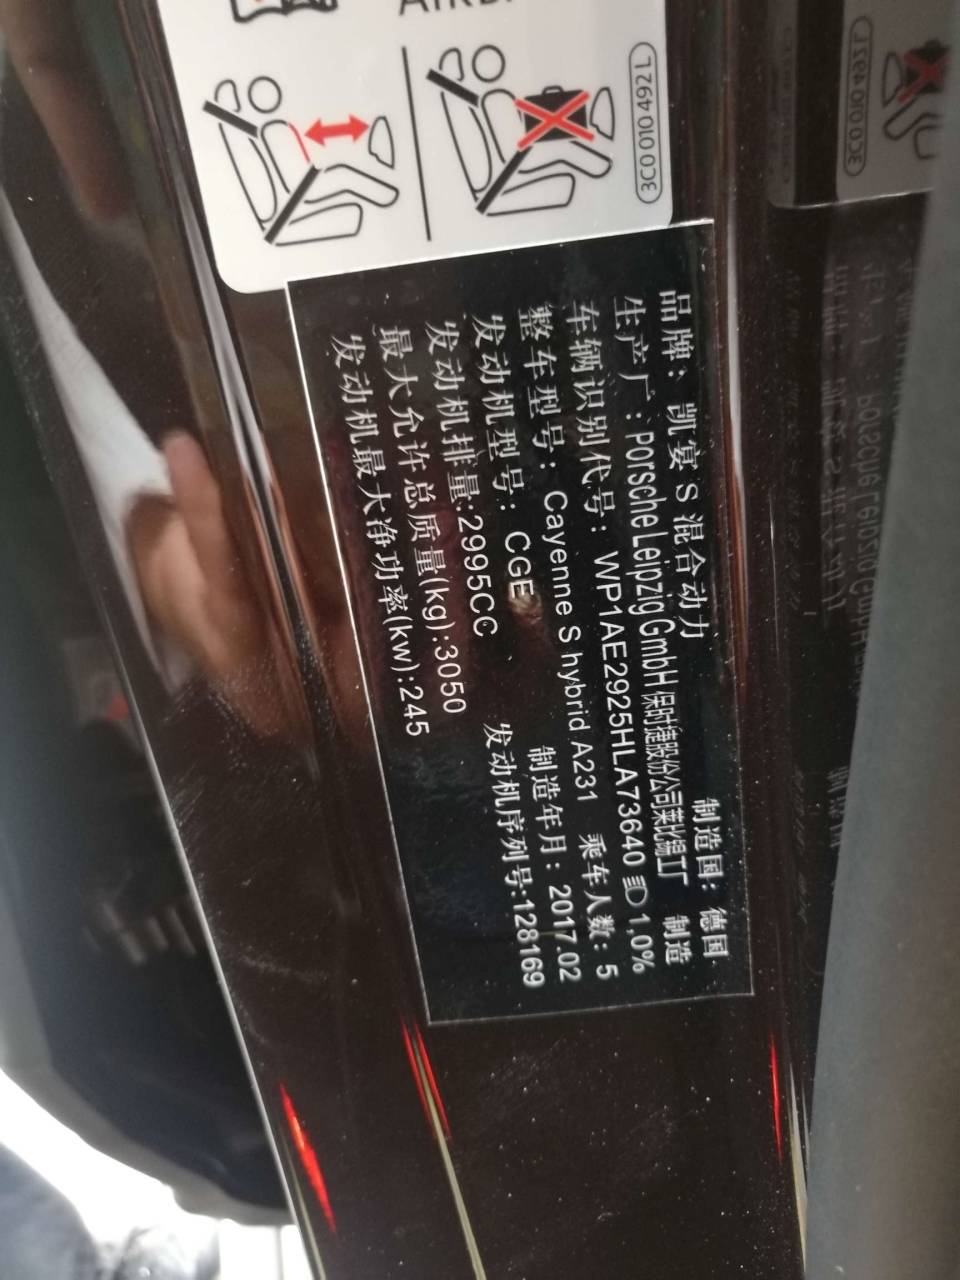 3C0010492L
品牌: 凯宴 S 混合动力 制造国: 德国
生产厂: Porsche Leipzig GmbH 保时捷股份公司莱比锡工厂 制造
车辆识别代号: WP1AE2925HLA73640 1,0%
整车型号: Cayenne S hybrid A231 乘车人数: 5
发动机型号: CGE 制造年月: 2017.02
发动机排量:2995CC 发动机序列号:128169
最大允许总质量(kg):3050
发动机最大净功率(kw):245